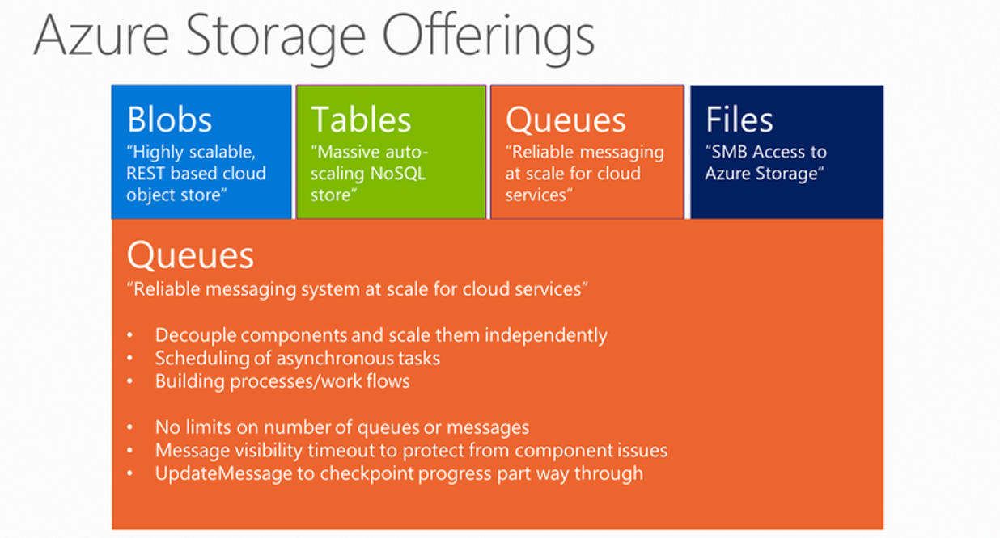 Azure Storage Offerings
Blobs
“Highly scalable,
REST based cloud
object store”
Tables
“Massive auto-
scaling NoSQL
store”
Queues
“Reliable messaging
at scale for cloud
services”
Files
“SMB Access to
Azure Storage”
Queues
“Reliable messaging system at scale for cloud services”
• Decouple components and scale them independently
• Scheduling of asynchronous tasks
• Building processes/work flows
• No limits on number of queues or messages
• Message visibility timeout to protect from component issues
• UpdateMessage to checkpoint progress part way through